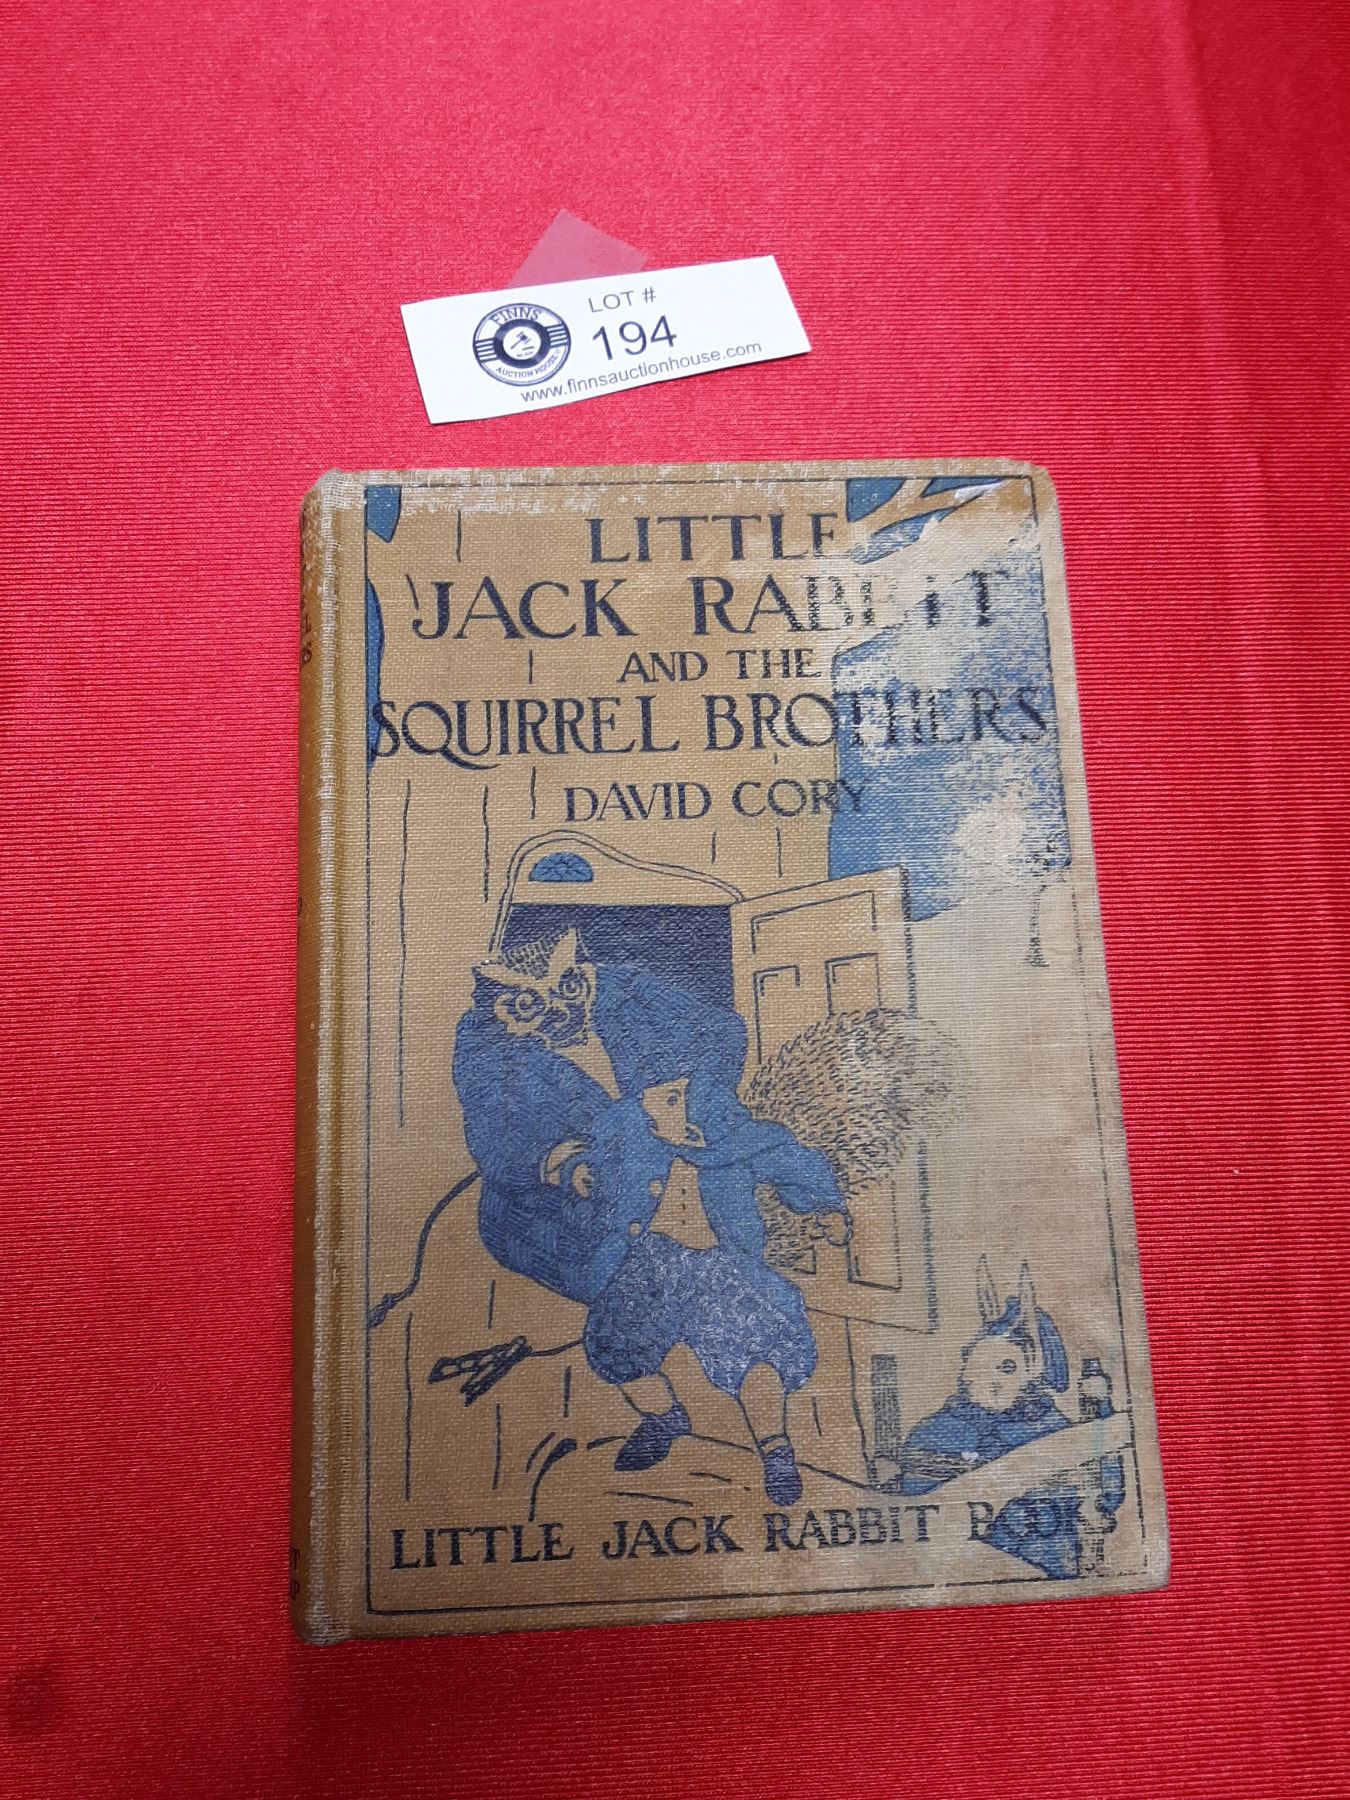 LOT #
FINNS
194
AUCTION HOUSE
www.finnsauctionhouse.com
LITTLE
JACK RABBIT
AND THE
SQUIRREL BROTHERS
DAVID CORY
LITTLE JACK RABBIT BOOKS